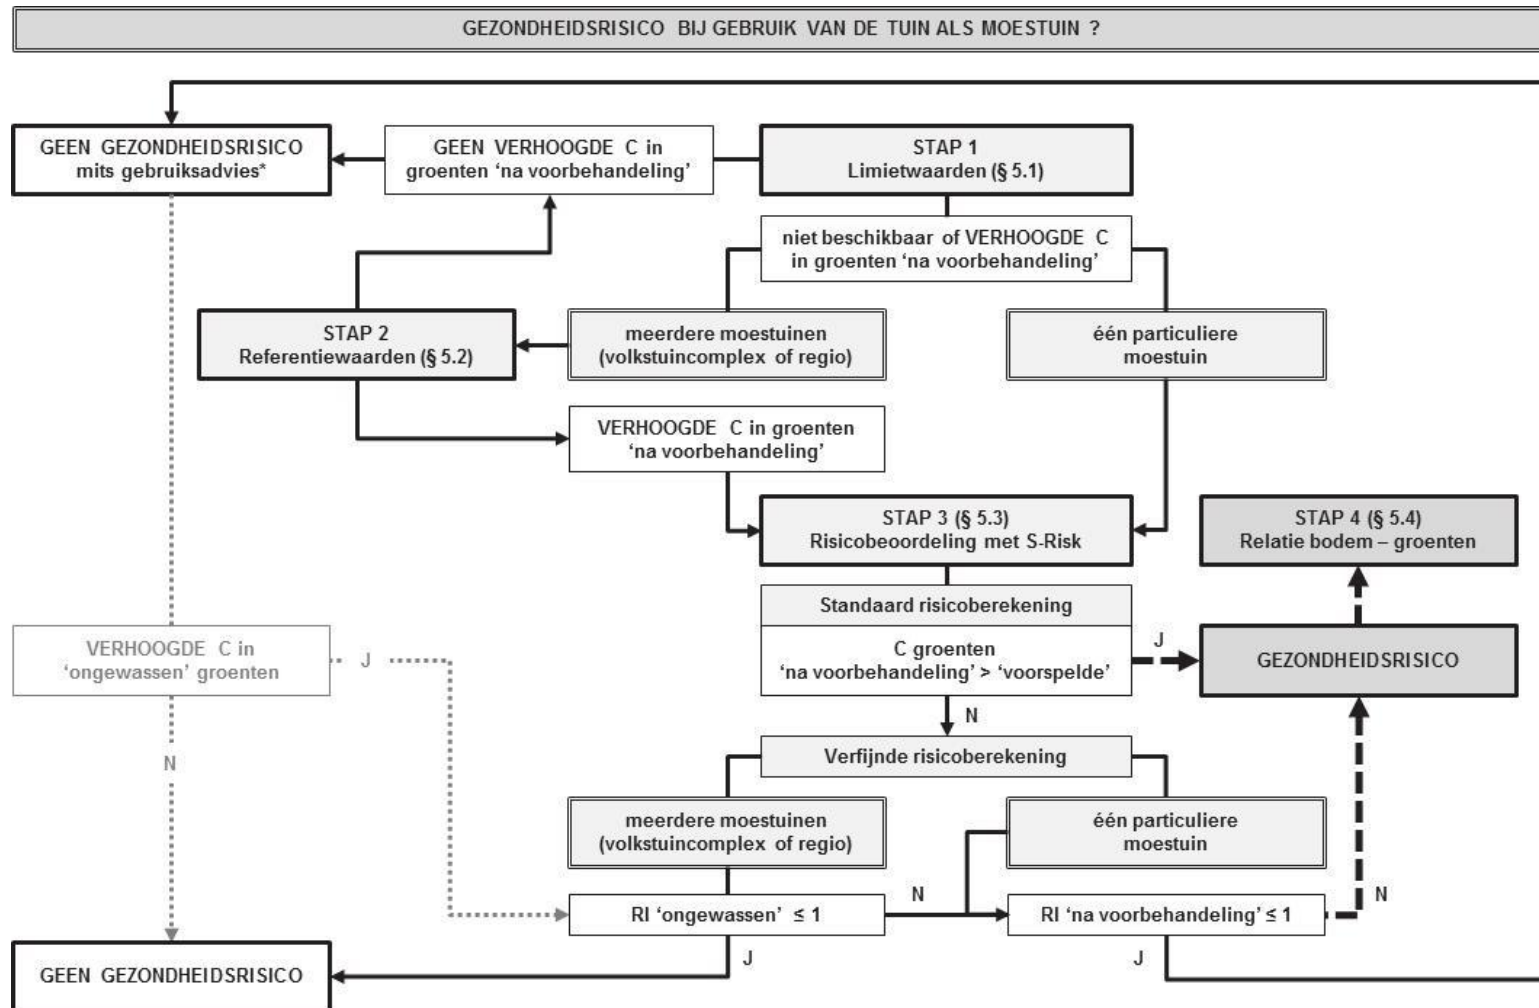 GEZONDHEIDSRISICO BIJ GEBRUIK VAN DE TUIN ALS MOESTUIN ?
GEEN GEZONDHEIDSRISICO
mits gebruiksadvies*
GEEN VERHOOGDE C in
groenten ‘na voorbehandeling’
STAP 1
Limietwaarden (§ 5.1)
niet beschikbaar of VERHOOGDE C
in groenten ‘na voorbehandeling’
STAP 2
Referentiewaarden (§ 5.2)
meerdere moestuinen
(volkstuincomplex of regio)
één particuliere
moestuin
VERHOOGDE C in groenten
‘na voorbehandeling’
STAP 3 (§ 5.3)
Risicobeoordeling met S-Risk
STAP 4 (§ 5.4)
Relatie bodem – groenten
Standaard risicoberekening
VERHOOGDE C in
‘ongewassen’ groenten
J
C groenten
‘na voorbehandeling’ > ‘voorspelde’
J
GEZONDHEIDSRISICO
N
N
Verfijnde risicoberekening
meerdere moestuinen
(volkstuincomplex of regio)
één particuliere
moestuin
RI ‘ongewassen’ ≤ 1
N
RI ‘na voorbehandeling’ ≤ 1
N
J
J
GEEN GEZONDHEIDSRISICO